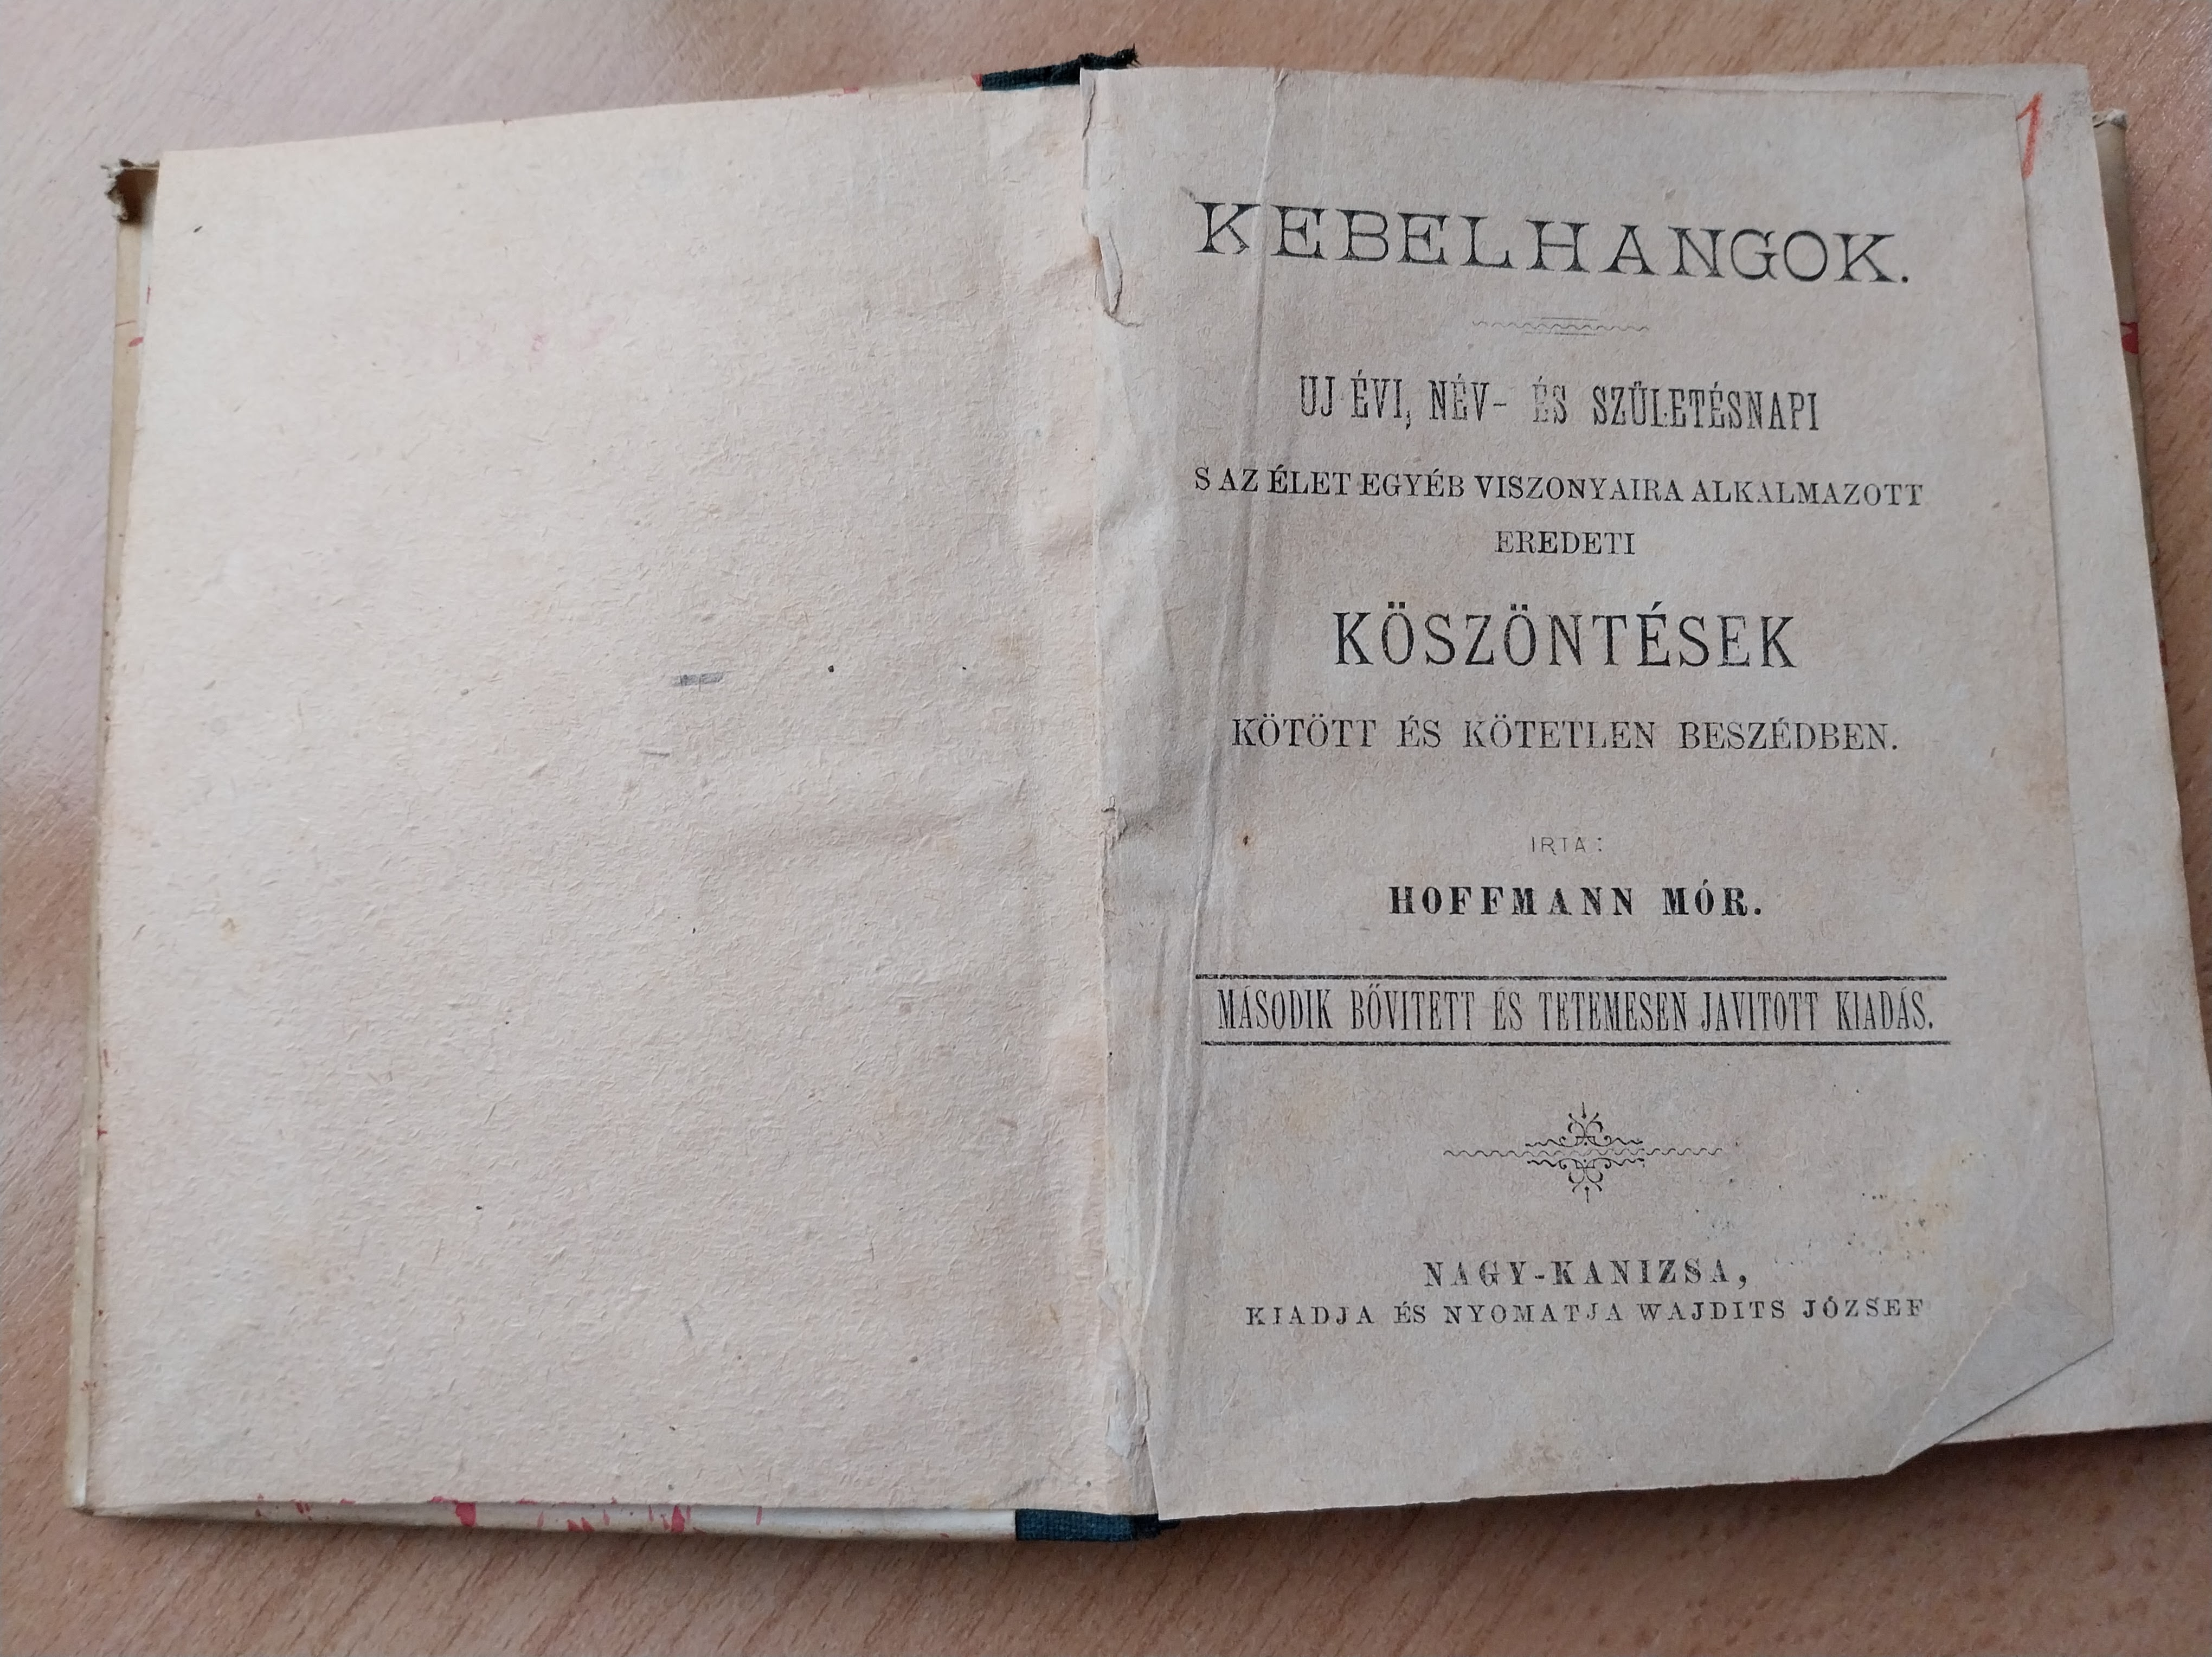 1
KEBELHANGOK.
UJ ÉVI, NÉV- ÉS SZÜLETÉSNAPI
S AZ ÉLET EGYÉB VISZONYAIRA ALKALMAZOTT
EREDETI
KÖSZÖNTÉSEK
KÖTÖTT ÉS KÖTETLEN BESZÉDBEN.
IRTA:
HOFFMANN MÓR.
MÁSODIK BŐVITETT ÉS TETEMESEN JAVITOTT KIADÁS.
NAGY-KANIZSA,
KIADJA ÉS NYOMATJA WAJDITS JÓZSEF